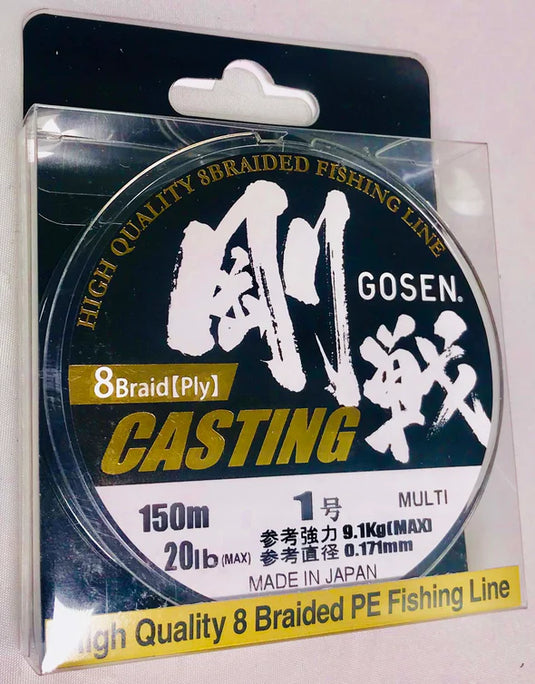 HIGH QUALITY 8BRAIDED FISHING LINE
剛戦
GOSEN®
8Braid【Ply】
CASTING
150m
20lb(MAX)
1号
MULTI
参考強力 9.1Kg(MAX)
参考直径 0.171mm
MADE IN JAPAN
High Quality 8 Braided PE Fishing Line